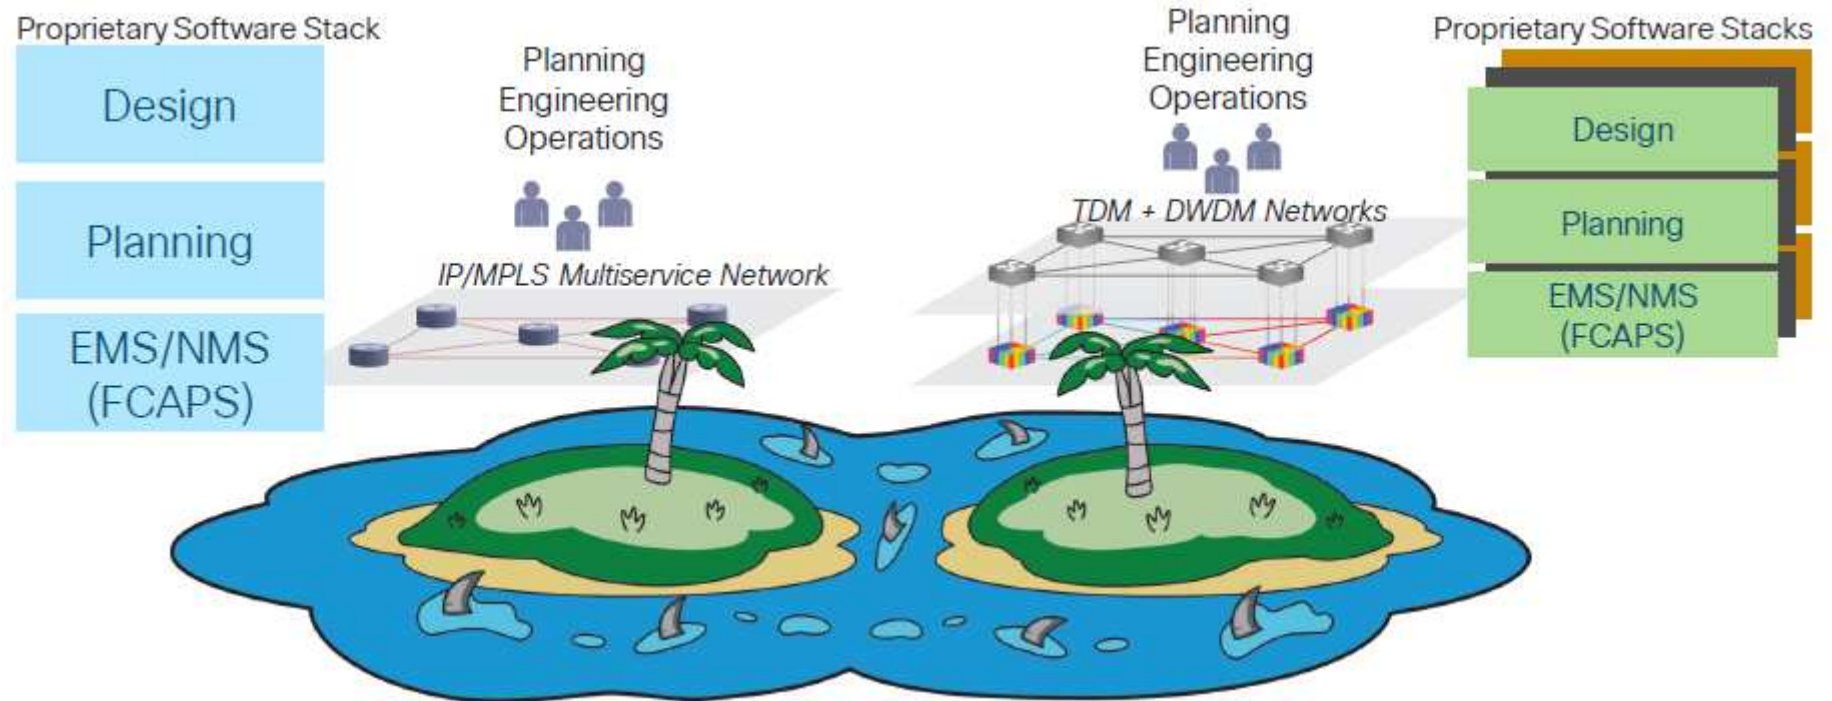 Proprietary Software Stack
Design
Planning
EMS/NMS
(FCAPS)
Planning
Engineering
Operations
IP/MPLS Multiservice Network
Planning
Engineering
Operations
TDM + DWDM Networks
Proprietary Software Stacks
Design
Planning
EMS/NMS
(FCAPS)